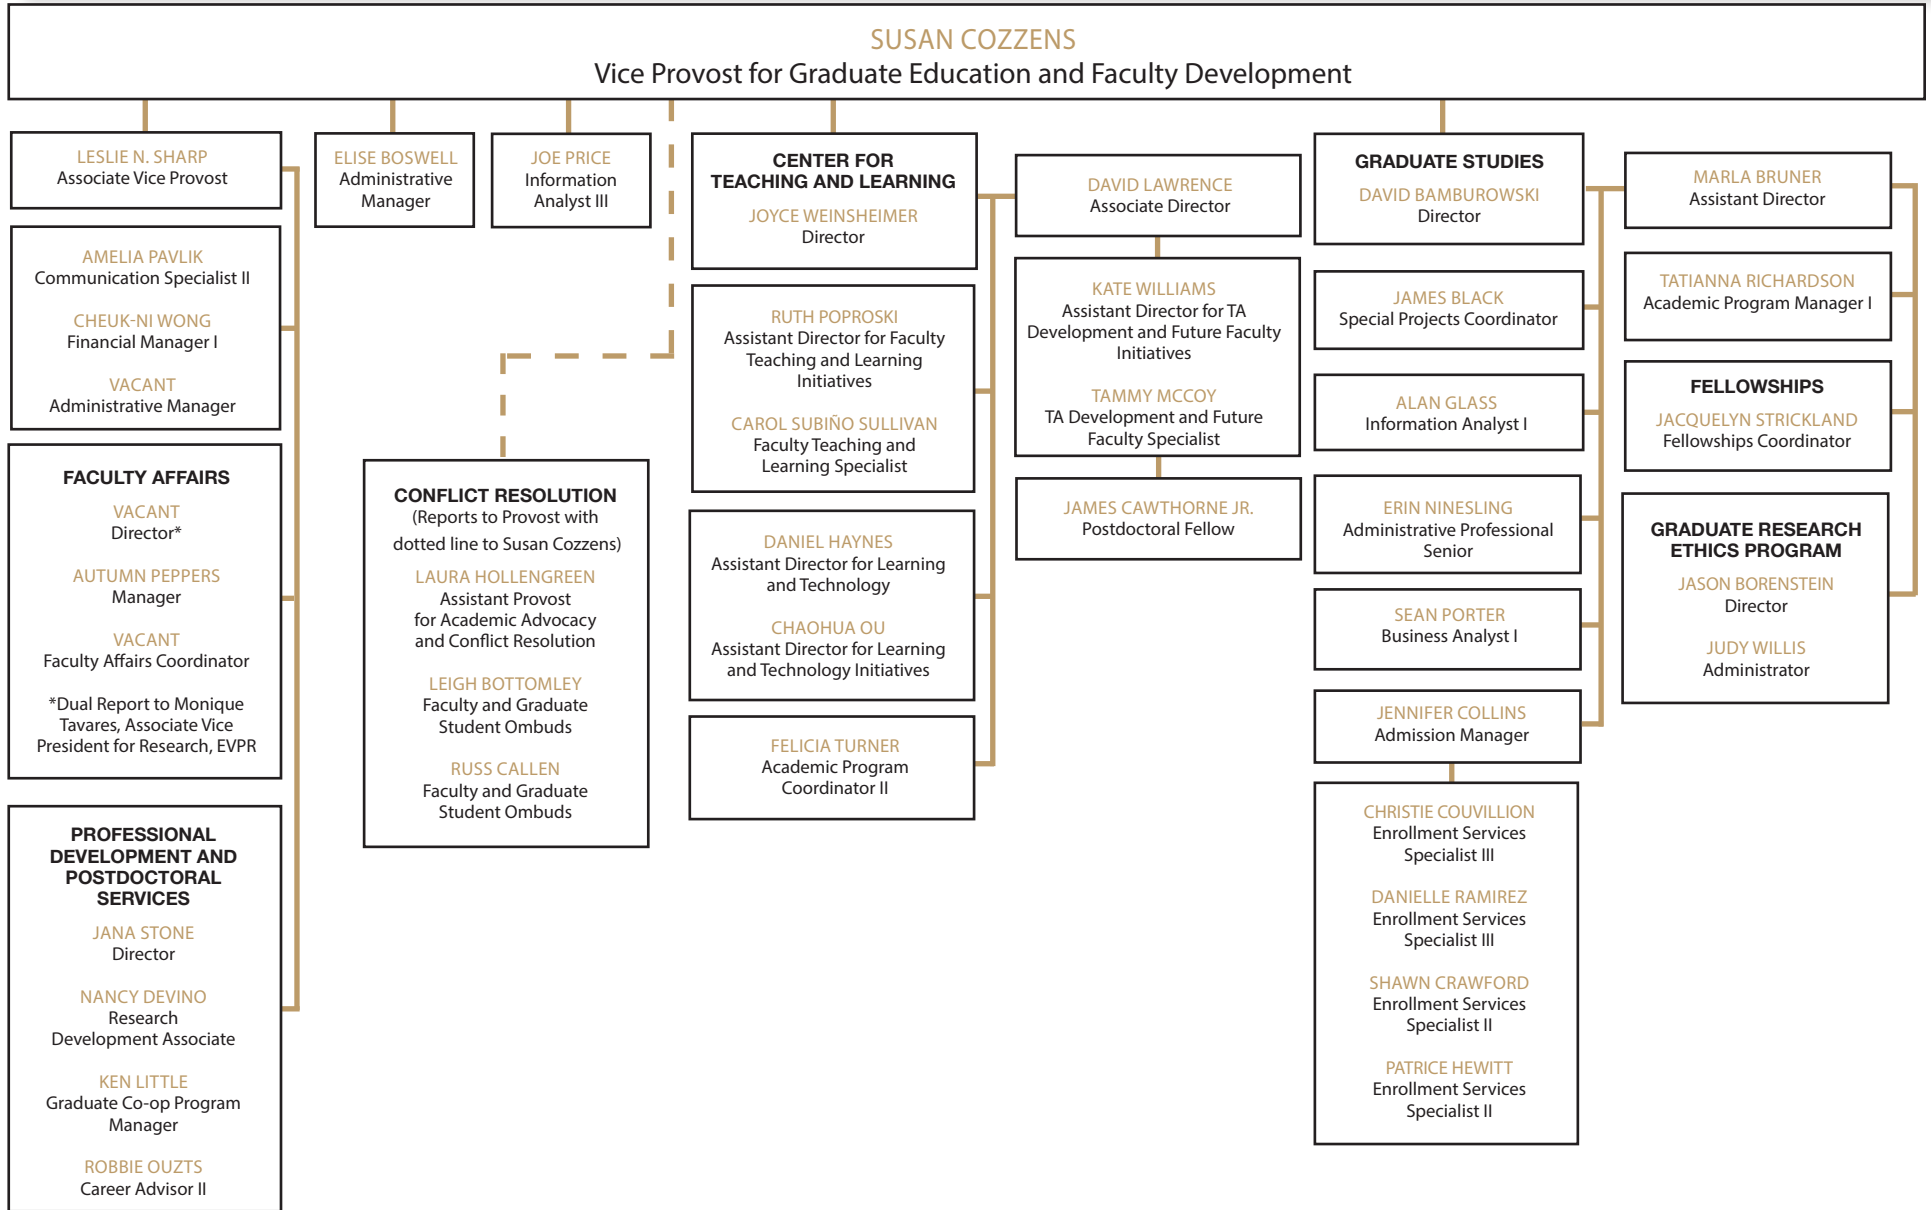 SUSAN COZZENS
Vice Provost for Graduate Education and Faculty Development
LESLIE N. SHARP
Associate Vice Provost
AMELIA PAVLIK
Communication Specialist II
CHEUK-NI WONG
Financial Manager I
VACANT
Administrative Manager
FACULTY AFFAIRS
VACANT
Director*
AUTUMN PEPPERS
Manager
VACANT
Faculty Affairs Coordinator
*Dual Report to Monique
Tavares, Associate Vice
President for Research, EVPR
PROFESSIONAL
DEVELOPMENT AND
POSTDOCTORAL
SERVICES
JANA STONE
Director
NANCY DEVINO
Research
Development Associate
KEN LITTLE
Graduate Co-op Program
Manager
ROBBIE OUZTS
Career Advisor II
ELISE BOSWELL
Administrative
Manager
JOE PRICE
Information
Analyst III
CONFLICT RESOLUTION
(Reports to Provost with
dotted line to Susan Cozzens)
LAURA HOLLENGREEN
Assistant Provost
for Academic Advocacy
and Conflict Resolution
LEIGH BOTTOMLEY
Faculty and Graduate
Student Ombuds
RUSS CALLEN
Faculty and Graduate
Student Ombuds
CENTER FOR
TEACHING AND LEARNING
JOYCE WEINSHEIMER
Director
RUTH POPROSKI
Assistant Director for Faculty
Teaching and Learning
Initiatives
CAROL SUBIÑO SULLIVAN
Faculty Teaching and
Learning Specialist
DANIEL HAYNES
Assistant Director for Learning
and Technology
CHAOHUA OU
Assistant Director for Learning
and Technology Initiatives
FELICIA TURNER
Academic Program
Coordinator II
DAVID LAWRENCE
Associate Director
KATE WILLIAMS
Assistant Director for TA
Development and Future Faculty
Initiatives
TAMMY MCCOY
TA Development and Future
Faculty Specialist
JAMES CAWTHORNE JR.
Postdoctoral Fellow
GRADUATE STUDIES
DAVID BAMBUROWSKI
Director
JAMES BLACK
Special Projects Coordinator
ALAN GLASS
Information Analyst I
ERIN NINESLING
Administrative Professional
Senior
SEAN PORTER
Business Analyst I
JENNIFER COLLINS
Admission Manager
CHRISTIE COUVILLION
Enrollment Services
Specialist III
DANIELLE RAMIREZ
Enrollment Services
Specialist III
SHAWN CRAWFORD
Enrollment Services
Specialist II
PATRICE HEWITT
Enrollment Services
Specialist II
MARLA BRUNER
Assistant Director
TATIANNA RICHARDSON
Academic Program Manager I
FELLOWSHIPS
JACQUELYN STRICKLAND
Fellowships Coordinator
GRADUATE RESEARCH
ETHICS PROGRAM
JASON BORENSTEIN
Director
JUDY WILLIS
Administrator